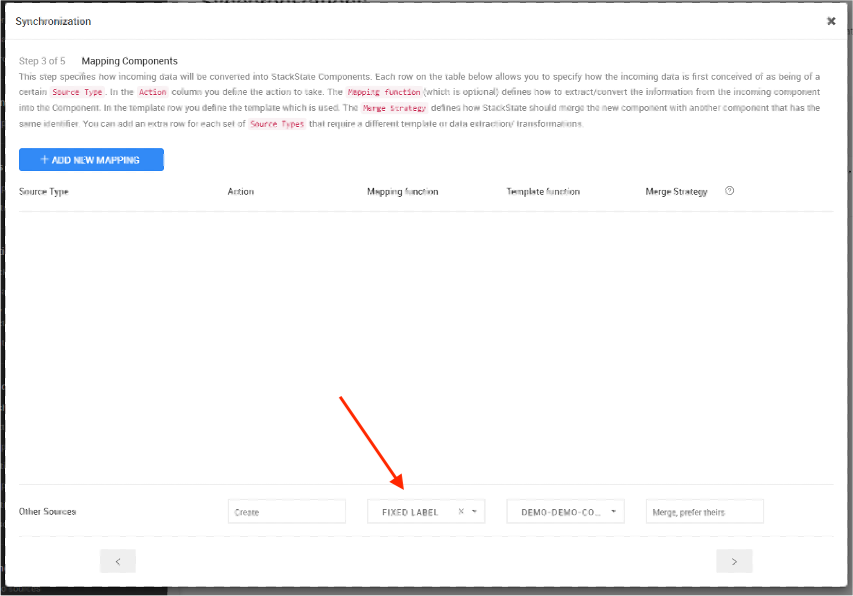 Synchronization
Step 3 of 5 Mapping Components
This step specifies how incoming data will be converted into StackState Components. Each row on the table below allows you to specify how the incoming data is first conceived of as being of a
certain Source Type. In the Action column you define the action to take. The Mapping function (which is optional) defines how to extract/convert the information from the incoming component
into the Component. In the template row you define the template which is used. The Merge Strategy defines how StackState should merge the new component with another component that has the
same identifier. You can add an extra row for each set of Source Types that require a different template or data extraction/ transformations.
+ ADD NEW MAPPING
Source Type Action Mapping function Template function Merge Strategy ?
Other Sources Create FIXED LABEL × DEMO-DEMO-CO... Merge, prefer theirs
< >